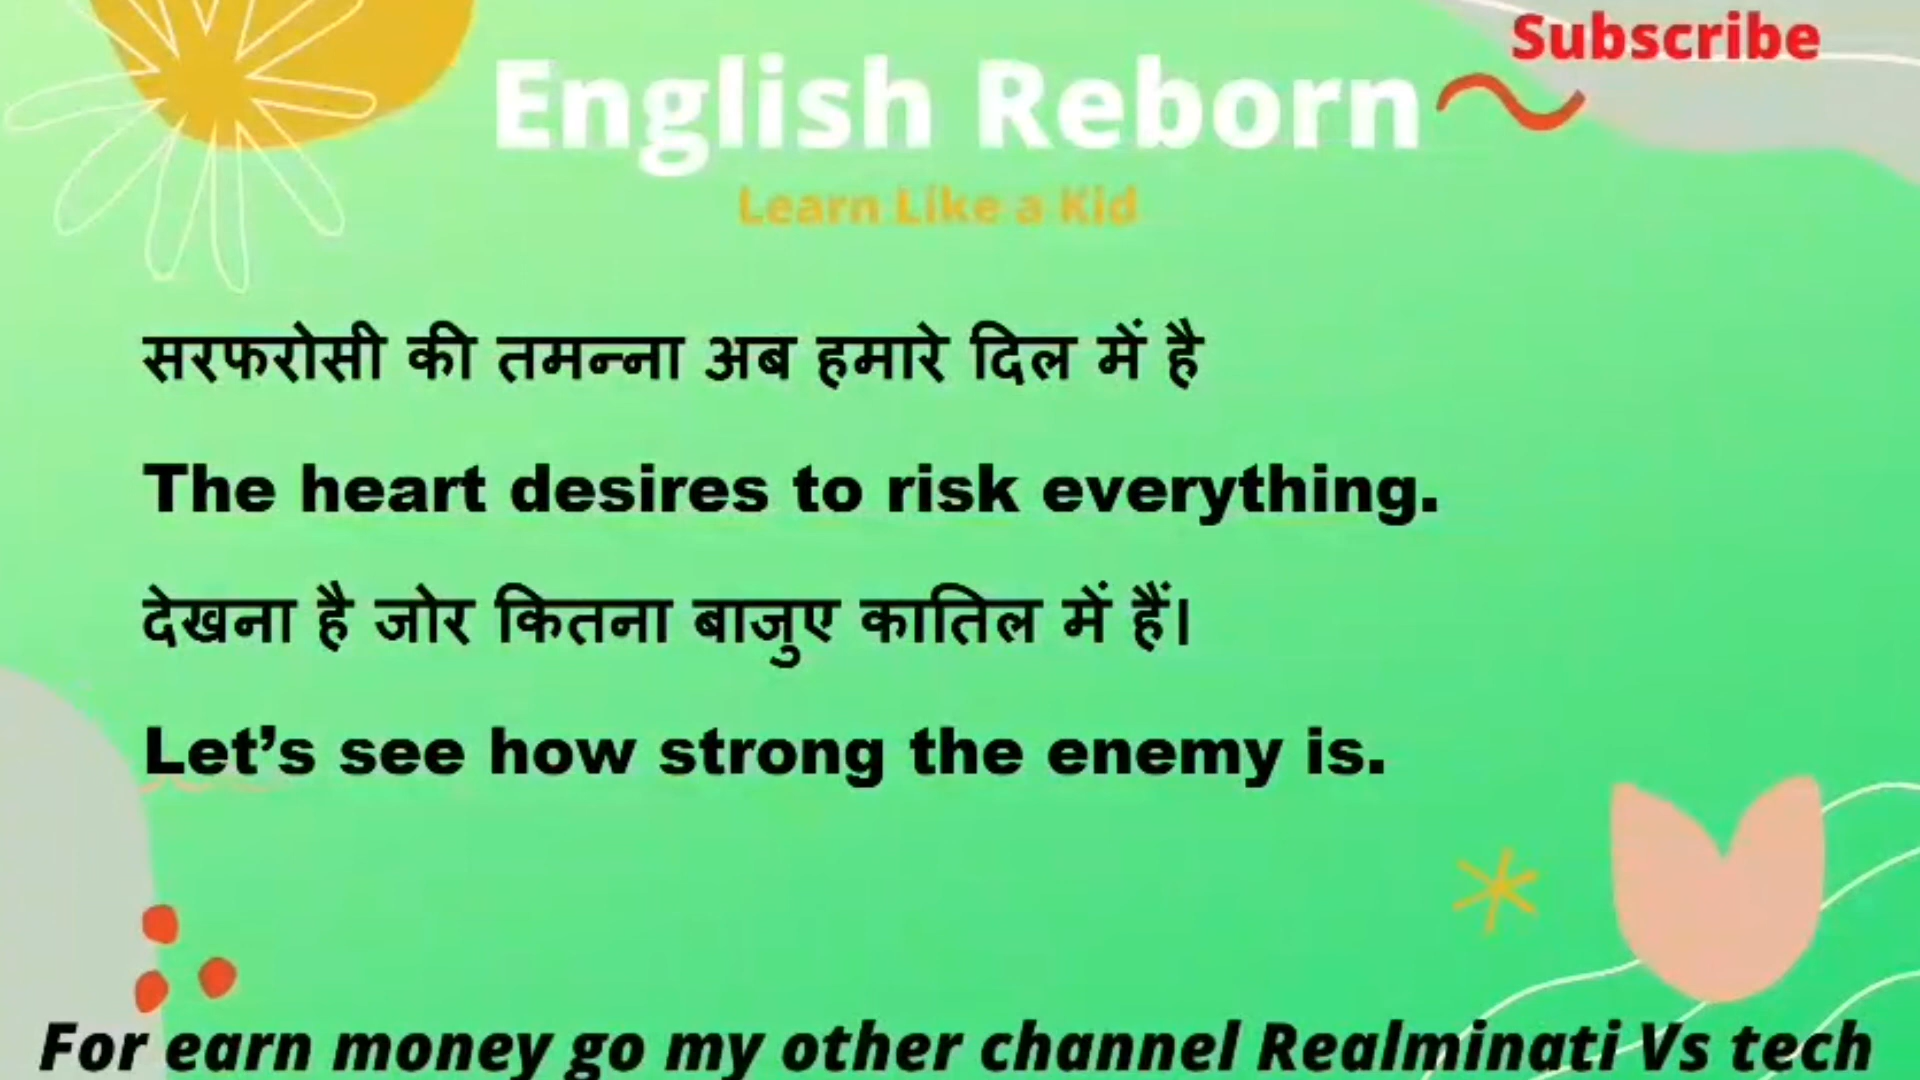 Subscribe
English Reborn
Learn Like a Kid
सरफरोसी की तमन्ना अब हमारे दिल में है
The heart desires to risk everything.
देखना है जोर कितना बाजुए कातिल में हैं।
Let’s see how strong the enemy is.
For earn money go my other channel Realminati Vs tech